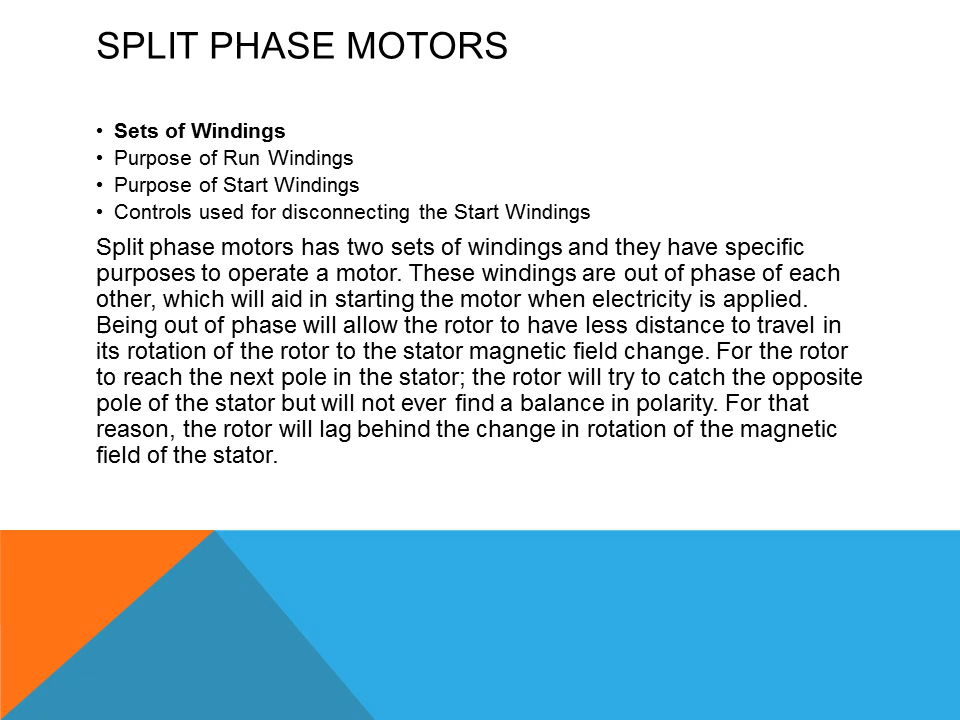 SPLIT PHASE MOTORS
• Sets of Windings
• Purpose of Run Windings
• Purpose of Start Windings
• Controls used for disconnecting the Start Windings
Split phase motors has two sets of windings and they have specific
purposes to operate a motor. These windings are out of phase of each
other, which will aid in starting the motor when electricity is applied.
Being out of phase will allow the rotor to have less distance to travel in
its rotation of the rotor to the stator magnetic field change. For the rotor
to reach the next pole in the stator; the rotor will try to catch the opposite
pole of the stator but will not ever find a balance in polarity. For that
reason, the rotor will lag behind the change in rotation of the magnetic
field of the stator.